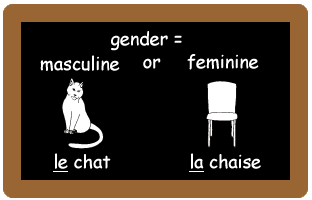 gender =
masculine or feminine
le chat la chaise